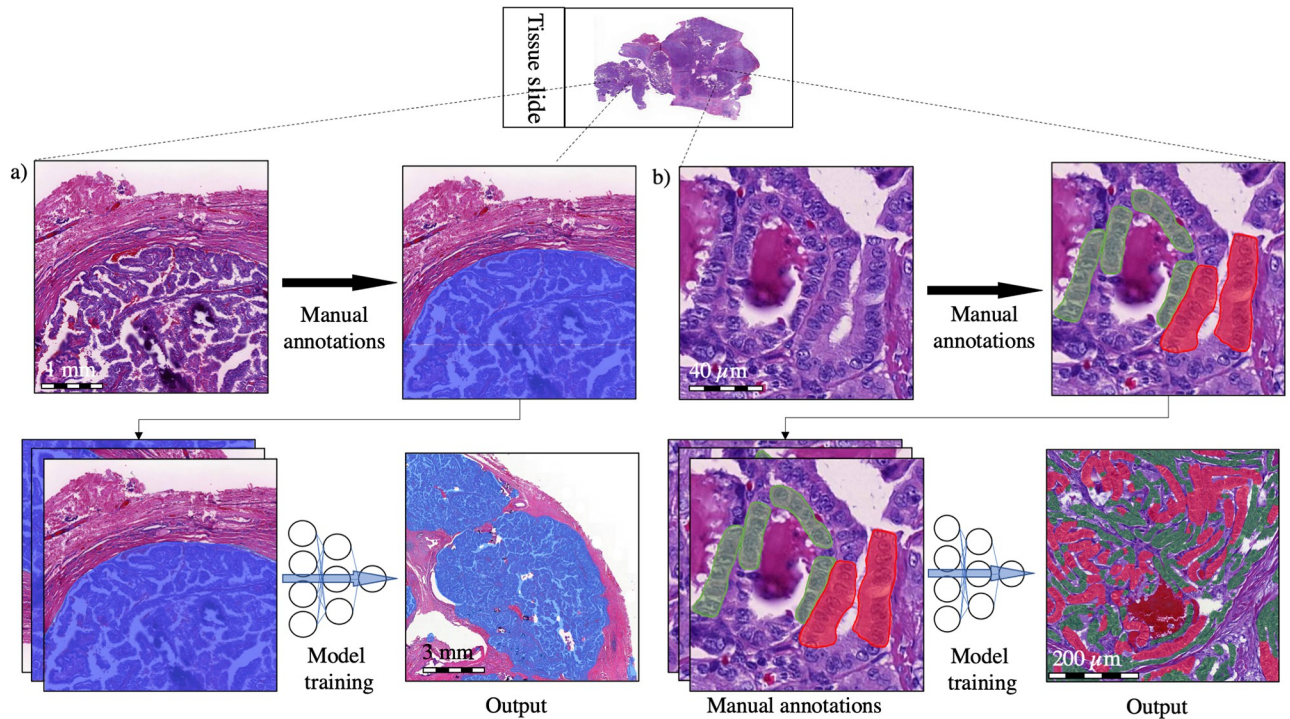 Tissue slide
a)
b)
1 mm
Manual
annotations
40 µm
Manual
annotations
Model
training
3 mm
Output
Manual annotations
Model
training
200 µm
Output